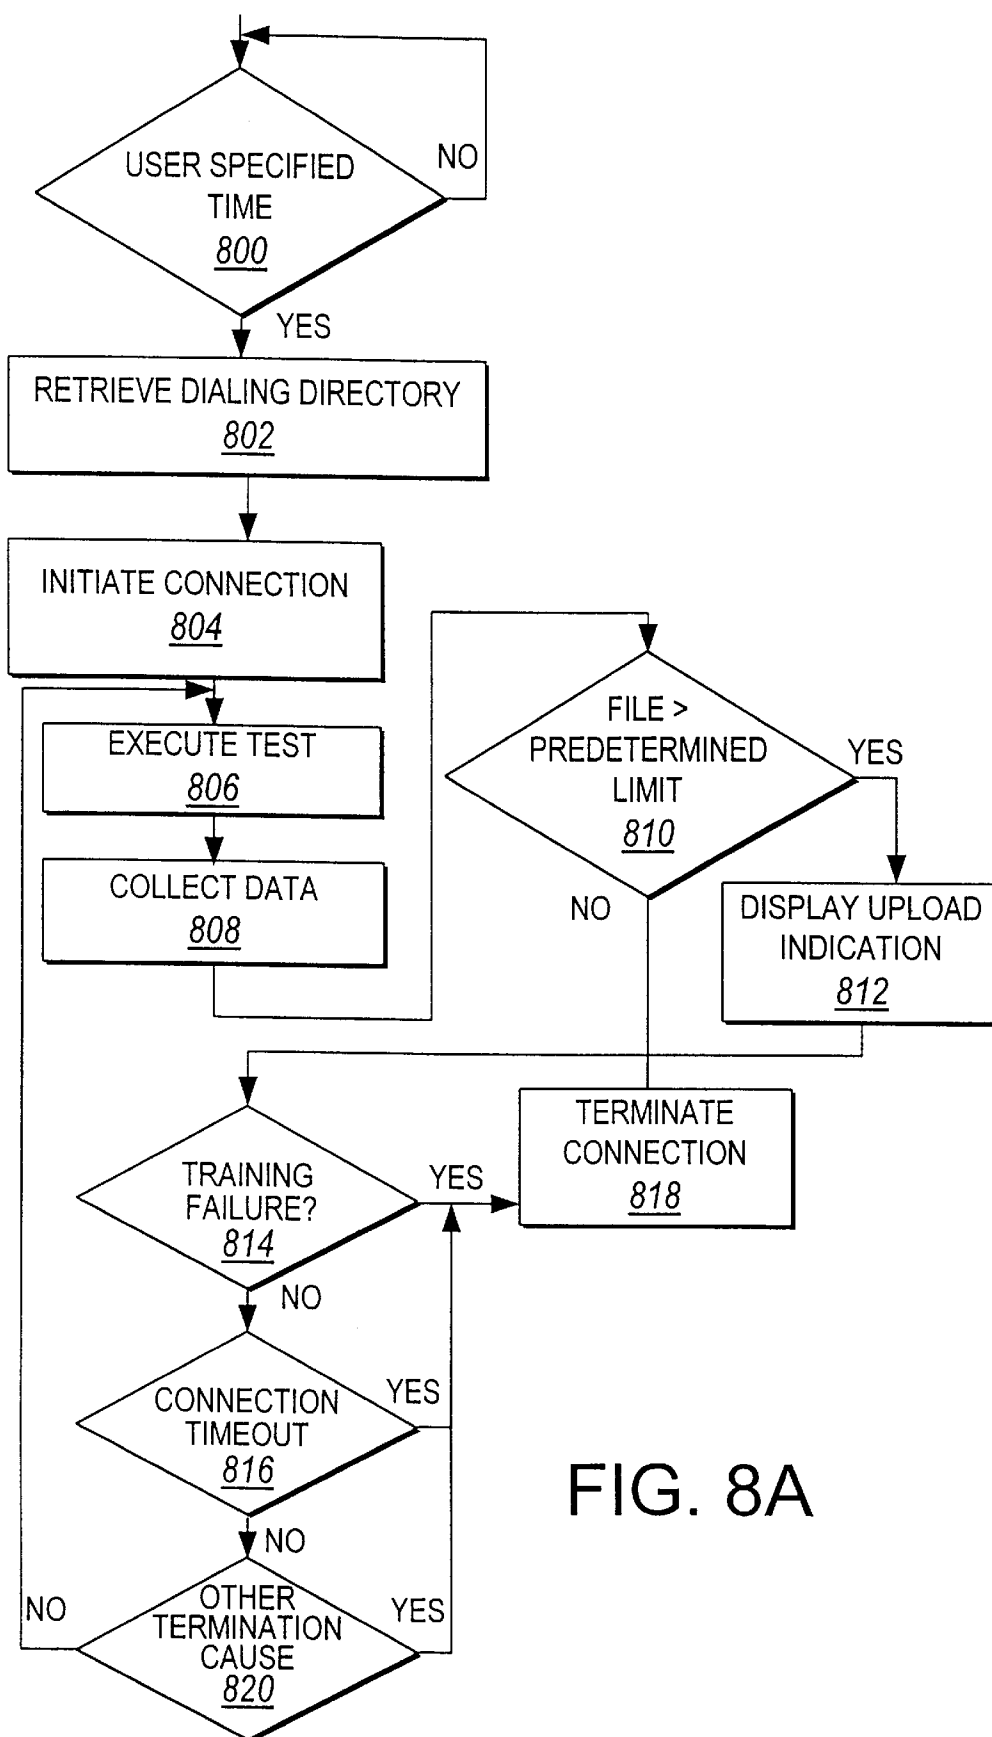 NO
USER SPECIFIED
TIME
800
YES
RETRIEVE DIALING DIRECTORY
802
INITIATE CONNECTION
804
EXECUTE TEST
806
COLLECT DATA
808
FILE >
PREDETERMINED
LIMIT
810
YES
NO
DISPLAY UPLOAD
INDICATION
812
TRAINING
FAILURE?
814
YES
NO
TERMINATE
CONNECTION
818
CONNECTION
TIMEOUT
816
YES
NO
OTHER
TERMINATION
CAUSE
820
YES
NO
FIG. 8A